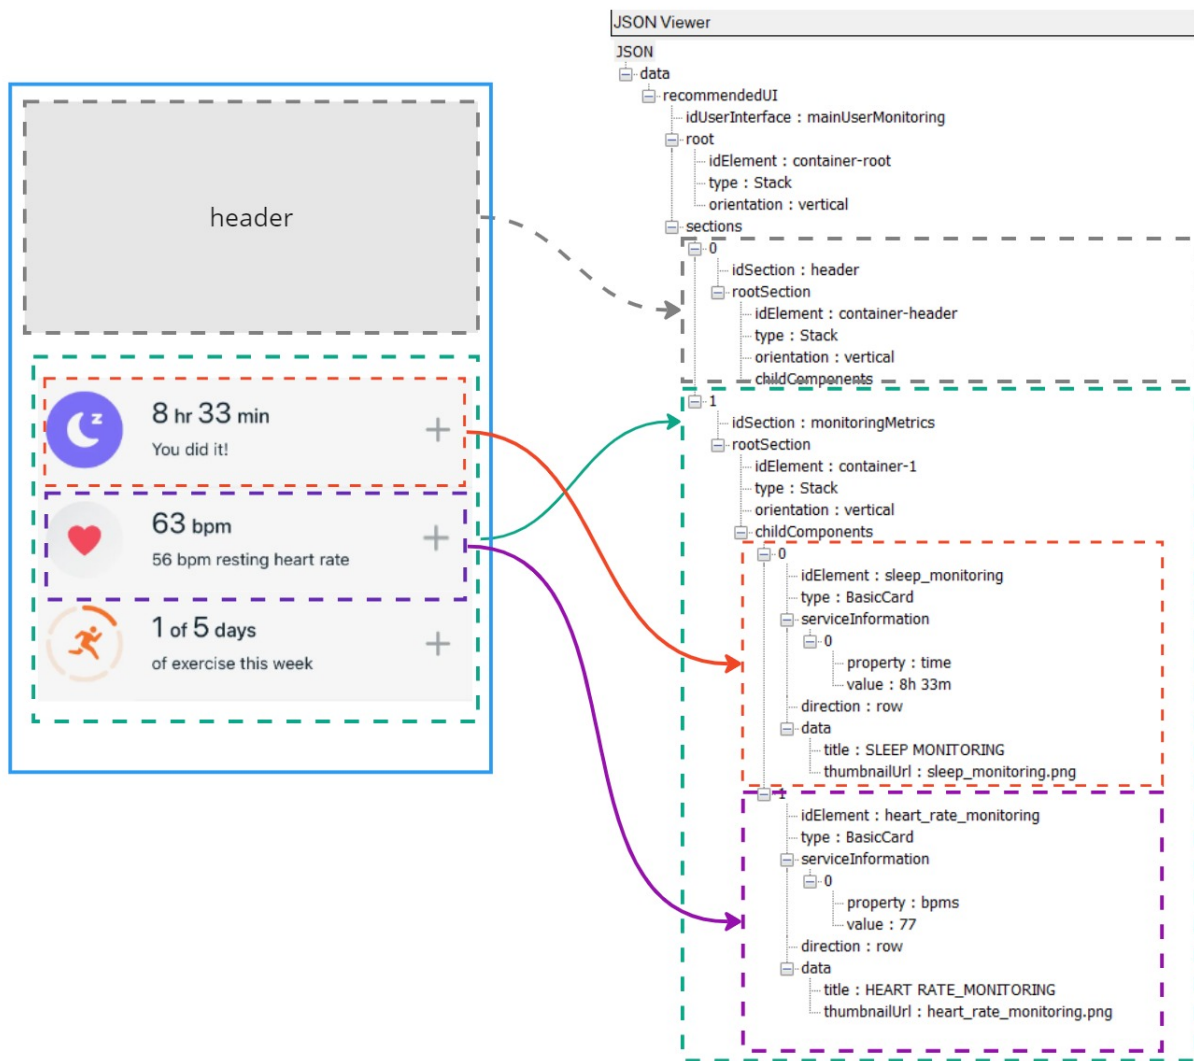 header
8 hr 33 min
You did it!
63 bpm
56 bpm resting heart rate
1 of 5 days
of exercise this week
JSON Viewer
JSON
data
recommendedUI
idUserInterface : mainUserMonitoring
root
idElement : container-root
type : Stack
orientation : vertical
sections
0
idSection : header
rootSection
idElement : container-header
type : Stack
orientation : vertical
childComponents
1
idSection : monitoringMetrics
rootSection
idElement : container-1
type : Stack
orientation : vertical
childComponents
0
idElement : sleep_monitoring
type : BasicCard
serviceInformation
0
property : time
value : 8h 33m
direction : row
data
title : SLEEP MONITORING
thumbnailUrl : sleep_monitoring.png
1
idElement : heart_rate_monitoring
type : BasicCard
serviceInformation
0
property : bpms
value : 77
direction : row
data
title : HEART RATE_MONITORING
thumbnailUrl : heart_rate_monitoring.png